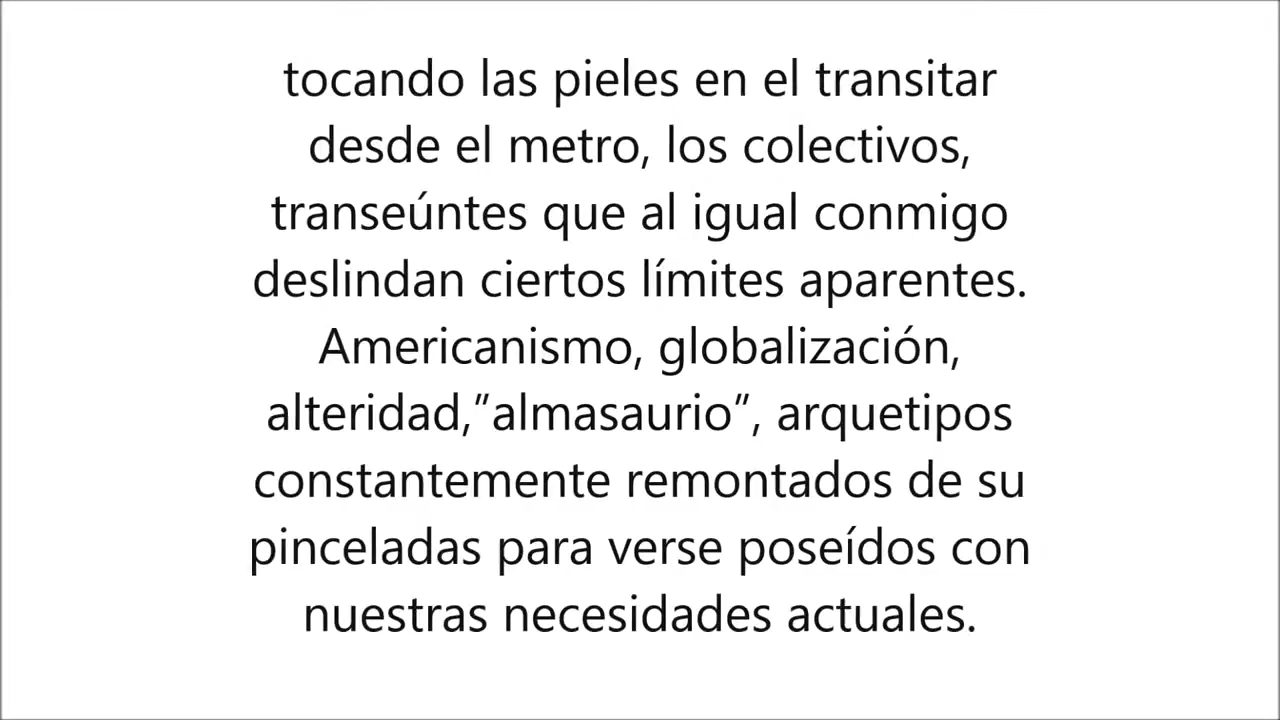 tocando las pieles en el transitar
desde el metro, los colectivos,
transeúntes que al igual conmigo
deslindan ciertos límites aparentes.
Americanismo, globalización,
alteridad,”almasaurio”, arquetipos
constantemente remontados de su
pinceladas para verse poseídos con
nuestras necesidades actuales.